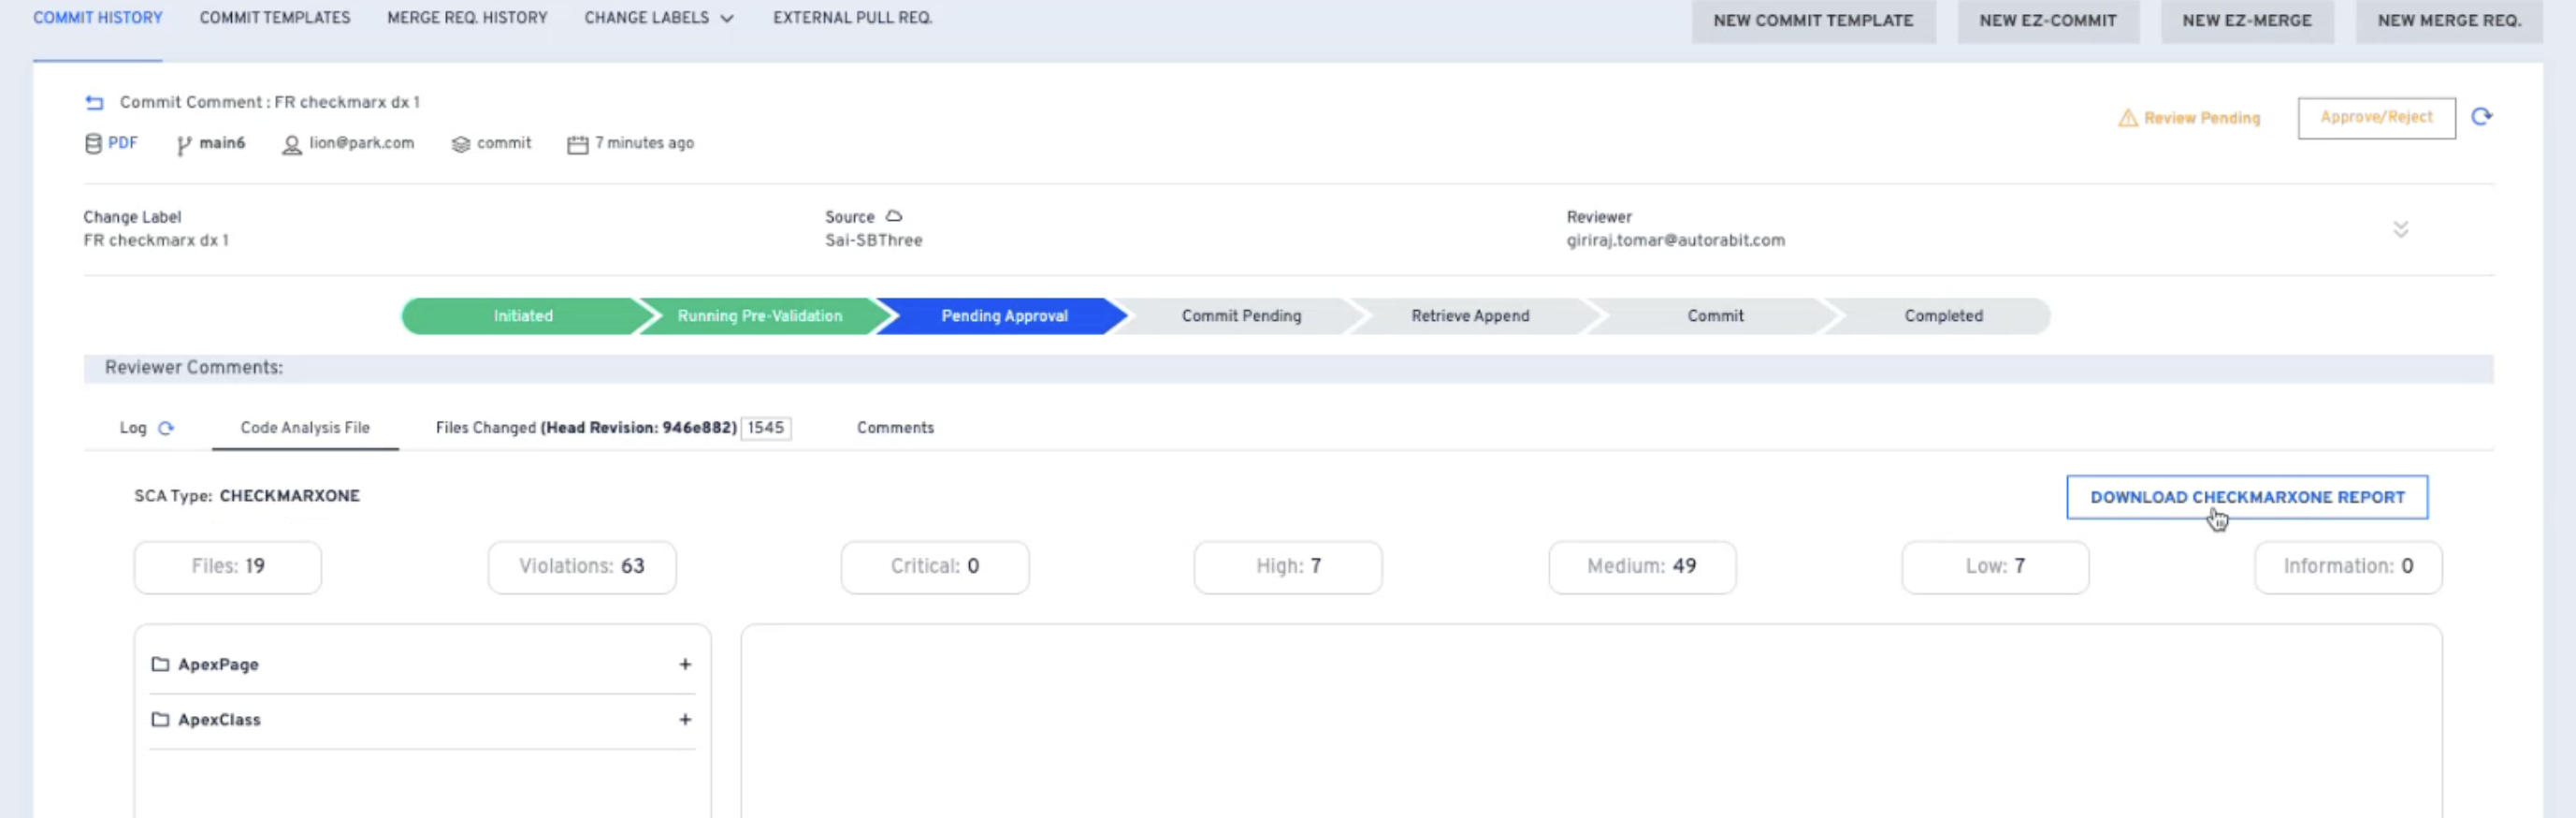 COMMIT HISTORY COMMIT TEMPLATES MERGE REQ. HISTORY CHANGE LABELS EXTERNAL PULL REQ. NEW COMMIT TEMPLATE NEW EZ-COMMIT NEW EZ-MERGE NEW MERGE REQ.
Commit Comment : FR checkmarx dx 1
Review Pending Approve/Reject
PDF main6 lion@park.com commit 7 minutes ago
Change Label Source Reviewer
FR checkmarx dx 1 Sai-SBThree giriraj.tomar@autorabit.com
Initiated Running Pre-Validation Pending Approval Commit Pending Retrieve Append Commit Completed
Reviewer Comments:
Log Code Analysis File Files Changed (Head Revision: 946e882) 1545 Comments
SCA Type: CHECKMARXONE DOWNLOAD CHECKMARXONE REPORT
Files: 19 Violations: 63 Critical: 0 High: 7 Medium: 49 Low: 7 Information: 0
ApexPage +
ApexClass +